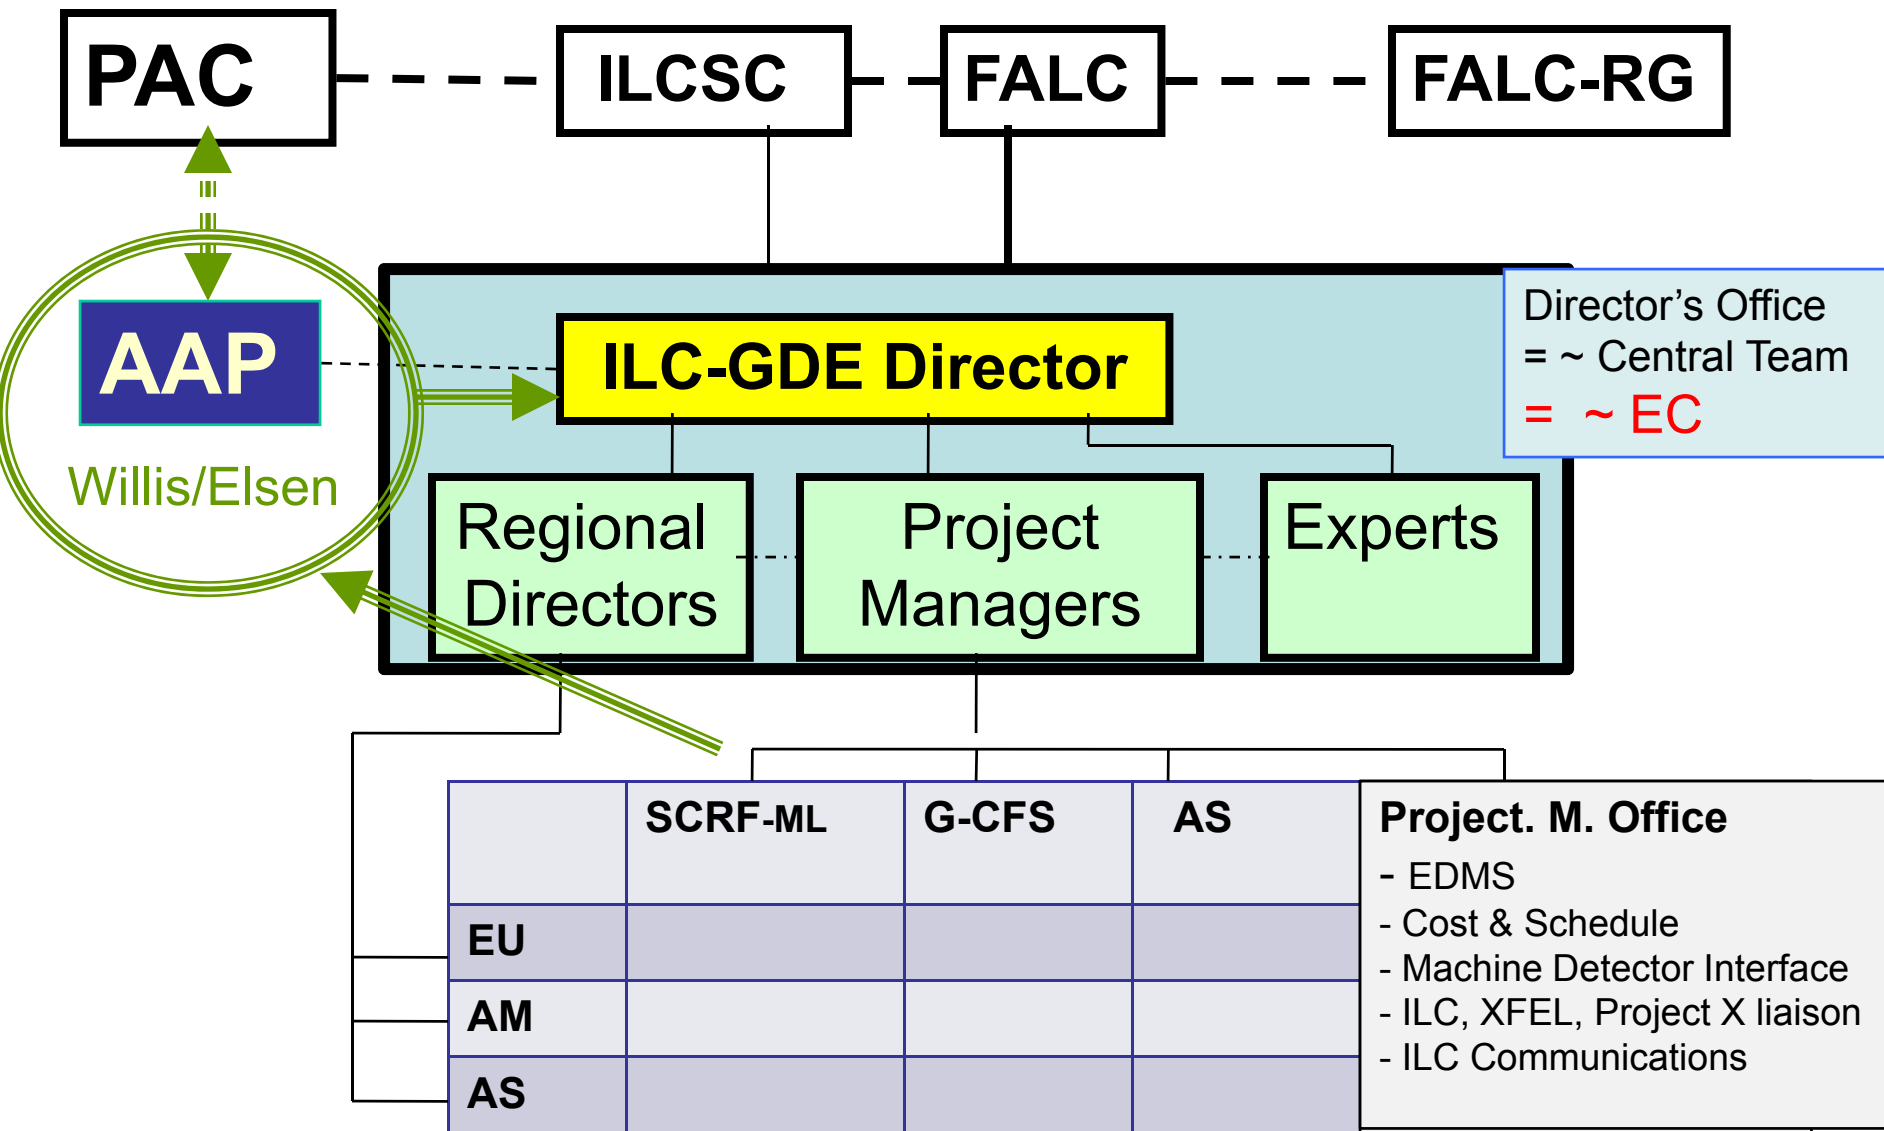 PAC
ILCSC
FALC
FALC-RG
AAP
Willis/Elsen
ILC-GDE Director
Director’s Office
= ~ Central Team
= ~ EC
Regional
Directors
Project
Managers
Experts
SCRF-ML
G-CFS
AS
EU
AM
AS
Project. M. Office
- EDMS
- Cost & Schedule
- Machine Detector Interface
- ILC, XFEL, Project X liaison
- ILC Communications